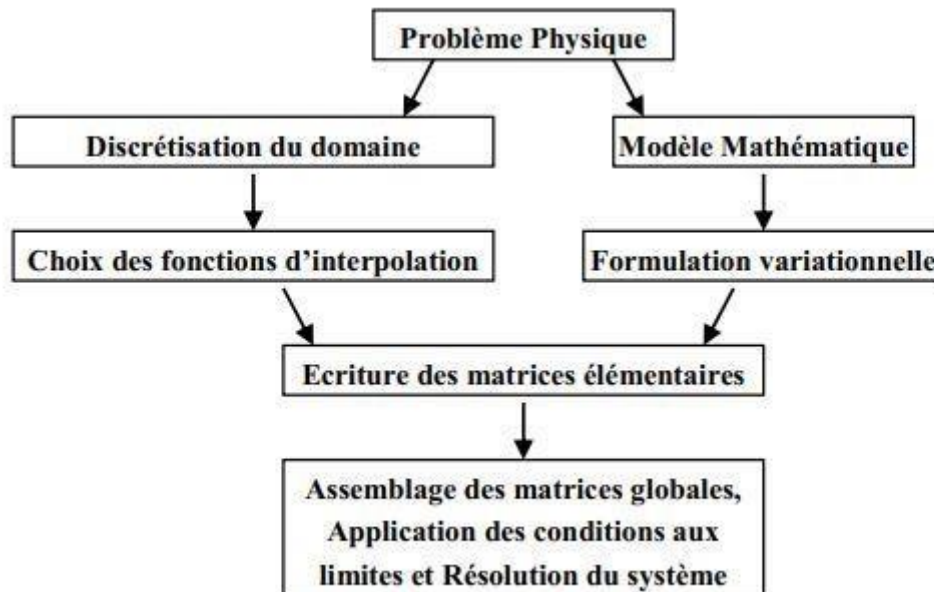 Problème Physique
Discrétisation du domaine
Modèle Mathématique
Choix des fonctions d'interpolation
Formulation variationnelle
Ecriture des matrices élémentaires
Assemblage des matrices globales,
Application des conditions aux
limites et Résolution du système